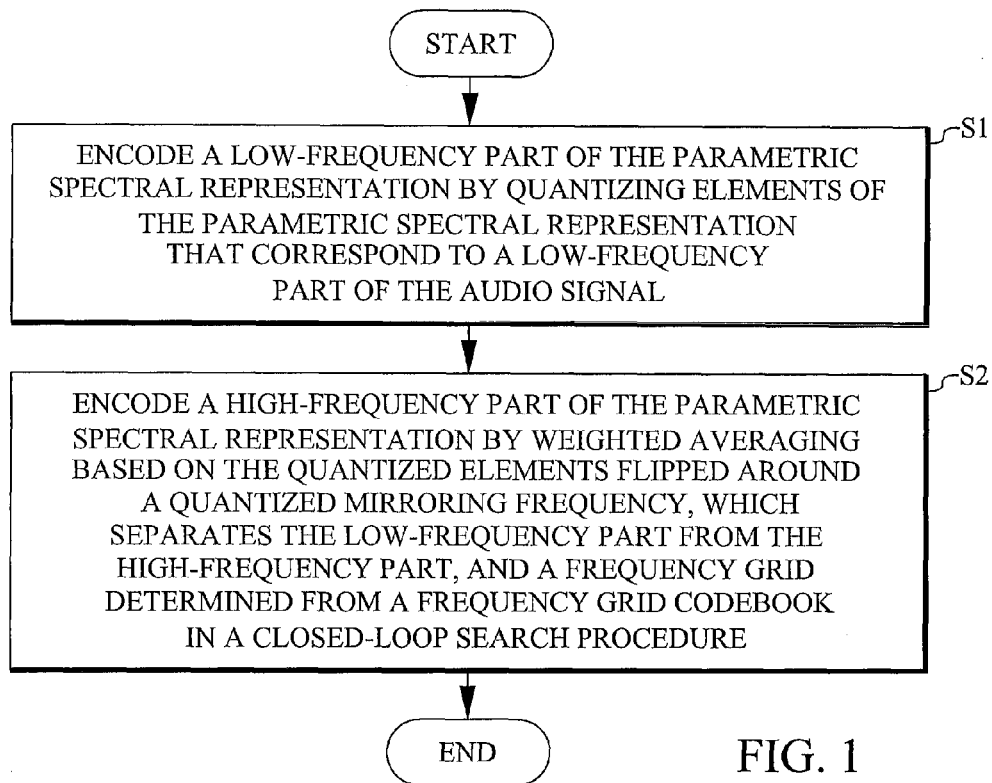 START
S1
ENCODE A LOW-FREQUENCY PART OF THE PARAMETRIC
SPECTRAL REPRESENTATION BY QUANTIZING ELEMENTS OF
THE PARAMETRIC SPECTRAL REPRESENTATION
THAT CORRESPOND TO A LOW-FREQUENCY
PART OF THE AUDIO SIGNAL
S2
ENCODE A HIGH-FREQUENCY PART OF THE PARAMETRIC
SPECTRAL REPRESENTATION BY WEIGHTED AVERAGING
BASED ON THE QUANTIZED ELEMENTS FLIPPED AROUND
A QUANTIZED MIRRORING FREQUENCY, WHICH
SEPARATES THE LOW-FREQUENCY PART FROM THE
HIGH-FREQUENCY PART, AND A FREQUENCY GRID
DETERMINED FROM A FREQUENCY GRID CODEBOOK
IN A CLOSED-LOOP SEARCH PROCEDURE
END
FIG. 1